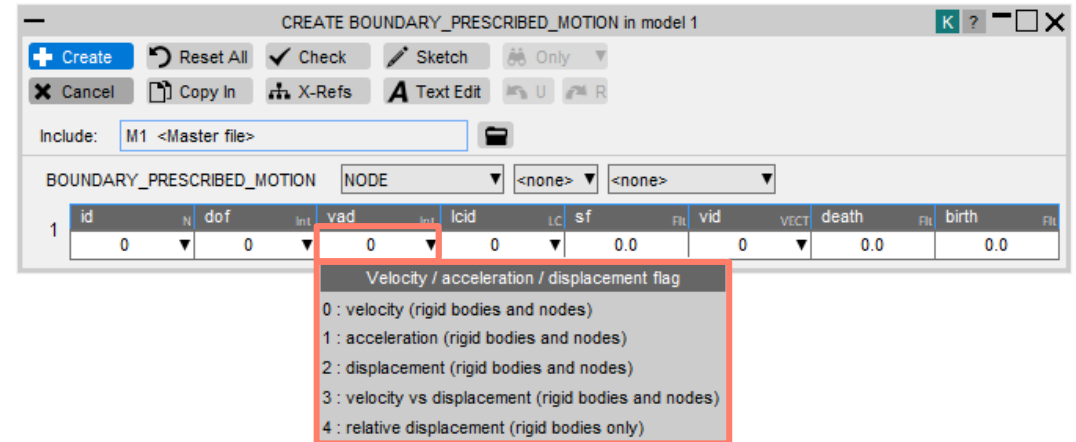 CREATE BOUNDARY_PRESCRIBED_MOTION in model 1 K ?
Create Reset All Check Sketch Only
Cancel Copy In X-Refs A Text Edit U R
Include: M1 <Master file>
BOUNDARY_PRESCRIBED_MOTION NODE <none> <none>
id N dof Int vad Int lcid LC sf Flt vid VECT death Flt birth Flt
1 0 0 0 0 0.0 0 0.0 0.0
Velocity / acceleration / displacement flag
0 : velocity (rigid bodies and nodes)
1 : acceleration (rigid bodies and nodes)
2 : displacement (rigid bodies and nodes)
3 : velocity vs displacement (rigid bodies and nodes)
4 : relative displacement (rigid bodies only)